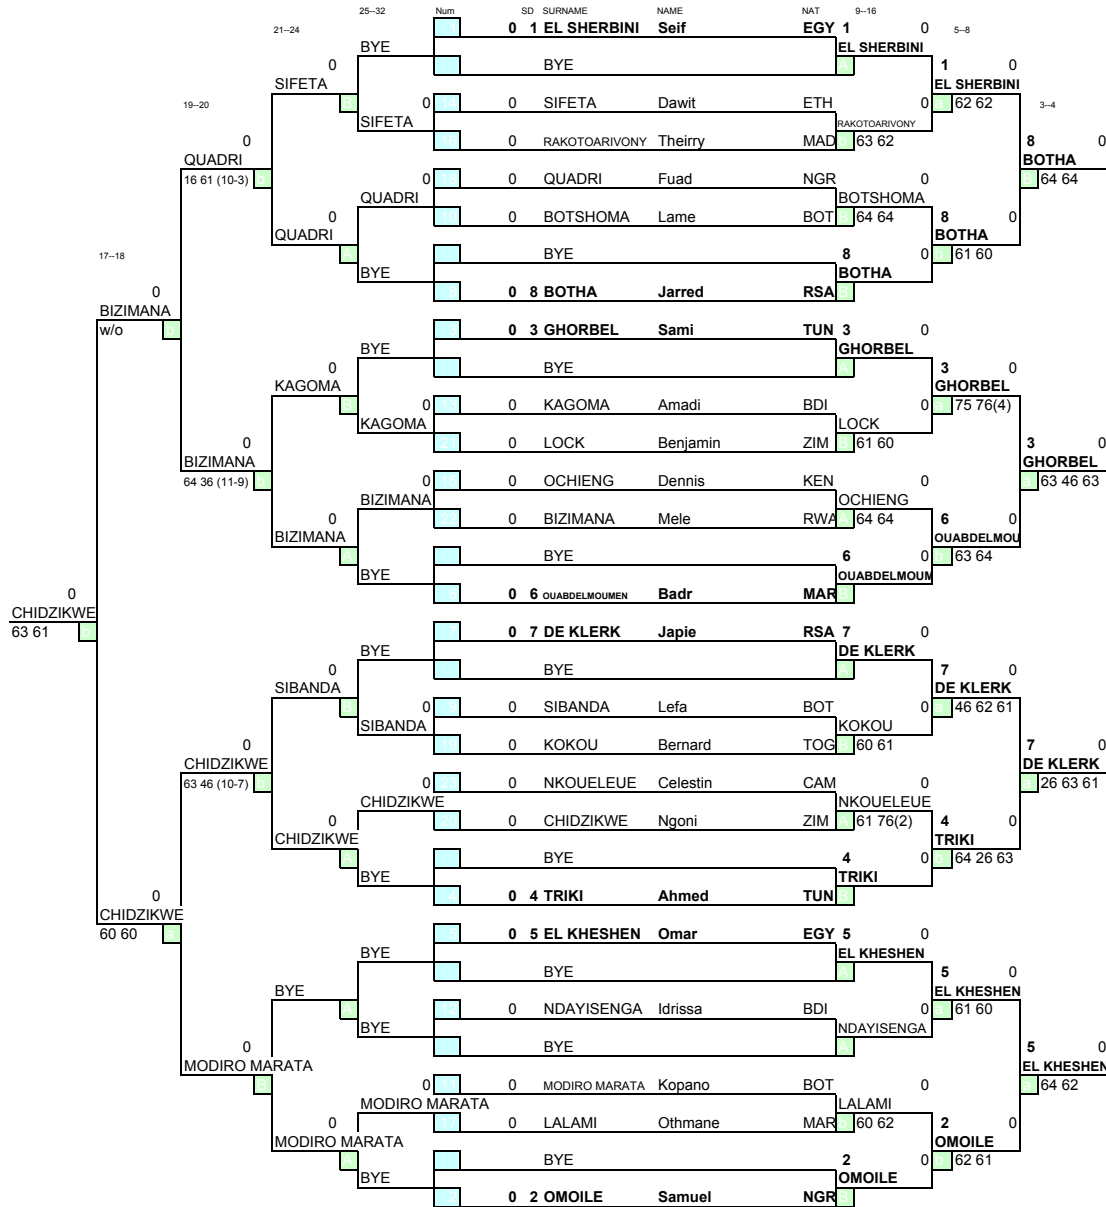 25--32 Num SD SURNAME NAME NAT 9--16
21--24 0 1 EL SHERBINI Seif EGY 1 0 5--8
BYE EL SHERBINI
0 BYE 1 0
SIFETA EL SHERBINI
19--20 0 0 SIFETA Dawit ETH 0 62 62 3--4
SIFETA RAKOTOARIVONY
0 0 RAKOTOARIVONY Theirry MAD 63 62 8 0
QUADRI BOTHA
16 61 (10-3) 0 0 QUADRI Fuad NGR 0 64 64
QUADRI BOTSHOMA
0 0 BOTSHOMA Lame BOT 64 64 8 0
QUADRI BOTHA
17--18 BYE 8 0 61 60
BYE BOTHA
0 0 8 BOTHA Jarred RSA
BIZIMANA
w/o 0 3 GHORBEL Sami TUN 3 0
BYE GHORBEL
0 BYE 3 0
KAGOMA GHORBEL
0 0 KAGOMA Amadi BDI 0 75 76(4)
KAGOMA LOCK
0 0 LOCK Benjamin ZIM 61 60 3 0
BIZIMANA GHORBEL
64 36 (11-9) 0 OCHIENG Dennis KEN 0 63 46 63
BIZIMANA OCHIENG
0 0 BIZIMANA Mele RWA 64 64 6 0
BIZIMANA OUABDELMOU
BYE 6 0 63 64
BYE OUABDELMOUM
0 0 6 OUABDELMOUMEN Badr MAR
CHIDZIKWE
63 61 0 7 DE KLERK Japie RSA 7 0
BYE DE KLERK
0 BYE 7 0
SIBANDA DE KLERK
0 0 SIBANDA Lefa BOT 0 46 62 61
SIBANDA KOKOU
0 0 KOKOU Bernard TOG 60 61 7 0
CHIDZIKWE DE KLERK
63 46 (10-7) 0 0 NKOUELEUE Celestin CAM 0 26 63 61
CHIDZIKWE NKOUELEUE
0 0 CHIDZIKWE Ngoni ZIM 61 76(2) 4 0
CHIDZIKWE TRIKI
BYE 4 0 64 26 63
BYE TRIKI
0 0 4 TRIKI Ahmed TUN
CHIDZIKWE
60 60 0 5 EL KHESHEN Omar EGY 5 0
BYE EL KHESHEN
BYE 5 0
BYE EL KHESHEN
0 NDAYISENGA Idrissa BDI 0 61 60
BYE NDAYISENGA
0 BYE 5 0
MODIRO MARATA EL KHESHEN
0 0 MODIRO MARATA Kopano BOT 0 64 62
MODIRO MARATA LALAMI
0 0 LALAMI Othmane MAR 60 62 2 0
MODIRO MARATA OMOILE
BYE 2 0 62 61
BYE OMOILE
0 2 OMOILE Samuel NGR